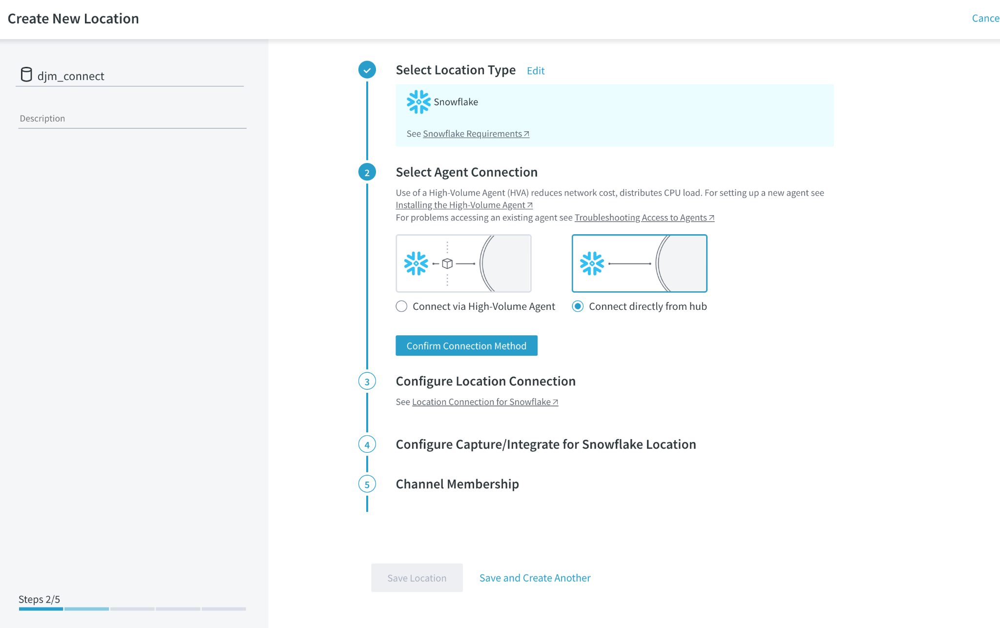 Create New Location
Cance
djm_connect
Description
Select Location Type Edit
Snowflake
See Snowflake Requirements
2 Select Agent Connection
Use of a High-Volume Agent (HVA) reduces network cost, distributes CPU load. For setting up a new agent see
Installing the High-Volume Agent
For problems accessing an existing agent see Troubleshooting Access to Agents
Connect via High-Volume Agent
Connect directly from hub
Confirm Connection Method
3 Configure Location Connection
See Location Connection for Snowflake
4 Configure Capture/Integrate for Snowflake Location
5 Channel Membership
Save Location
Save and Create Another
Steps 2/5